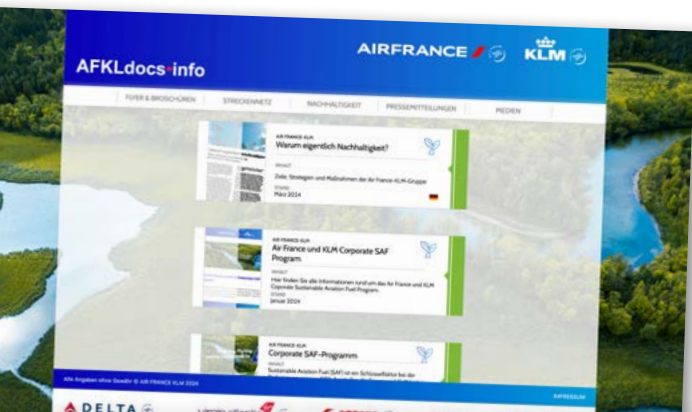 AFKLdocs•info
AIRFRANCE KLM
FLYER & BROSCHÜREN STRECKENNETZ NACHHALTIGKEIT PRESSEMITTEILUNGEN MEDIEN
AIR FRANCE-KLM
Warum eigentlich Nachhaltigkeit?
INHALT
Ziele, Strategien und Maßnahmen der Air France-KLM-Gruppe
STAND
März 2024
AIR FRANCE-KLM
Air France und KLM Corporate SAF
Program
INHALT
Hier finden Sie alle Informationen rund um das Air France und KLM
Corporate Sustainable Aviation Fuel Program.
STAND
Januar 2024
AIR FRANCE-KLM
Corporate SAF-Programm
INHALT
Sustainable Aviation Fuel (SAF) ist ein Schlüsselfaktor bei der
Alle Angaben ohne Gewähr © AIR FRANCE KLM 2024
IMPRESSUM
DELTA